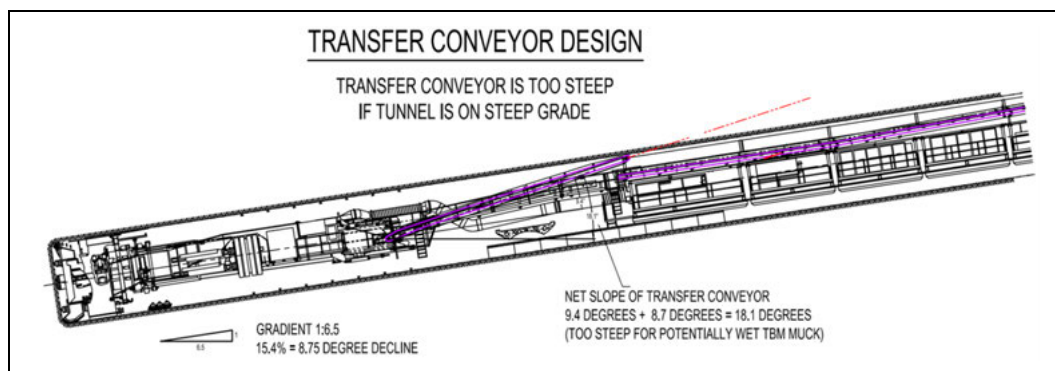 TRANSFER CONVEYOR DESIGN
TRANSFER CONVEYOR IS TOO STEEP
IF TUNNEL IS ON STEEP GRADE
NET SLOPE OF TRANSFER CONVEYOR
9.4 DEGREES + 8.7 DEGREES = 18.1 DEGREES
(TOO STEEP FOR POTENTIALLY WET TBM MUCK)
1
6.5
GRADIENT 1:6.5
15.4% = 8.75 DEGREE DECLINE